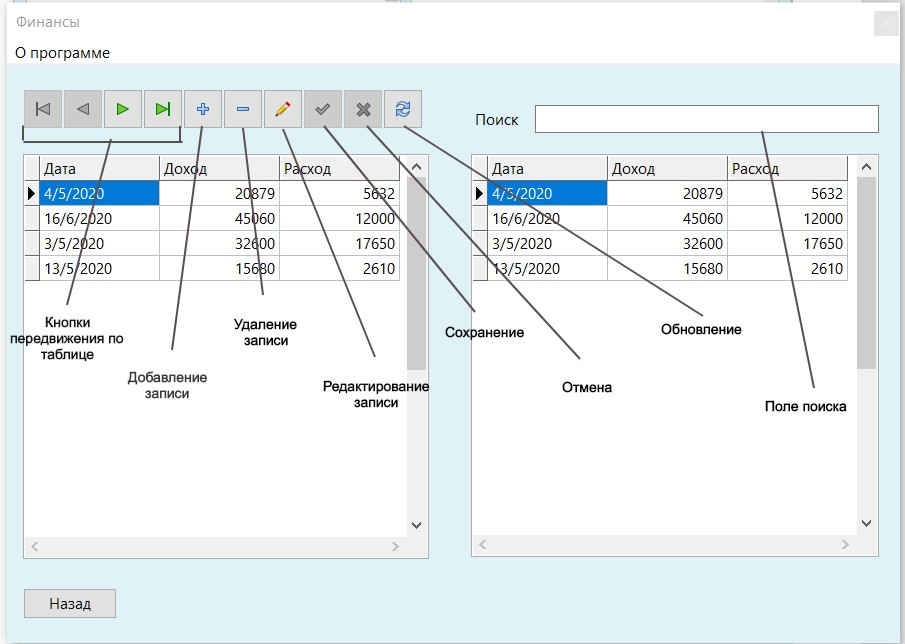 Финансы
О программе
Поиск
Дата Доход Расход
4/5/2020 20879 5632
16/6/2020 45060 12000
3/5/2020 32600 17650
13/5/2020 15680 2610
Дата Доход Расход
4/5/2020 20879 5632
16/6/2020 45060 12000
3/5/2020 32600 17650
13/5/2020 15680 2610
Кнопки
передвижения по
таблице
Добавление
записи
Удаление
записи
Редактирование
записи
Сохранение
Отмена
Обновление
Поле поиска
Назад